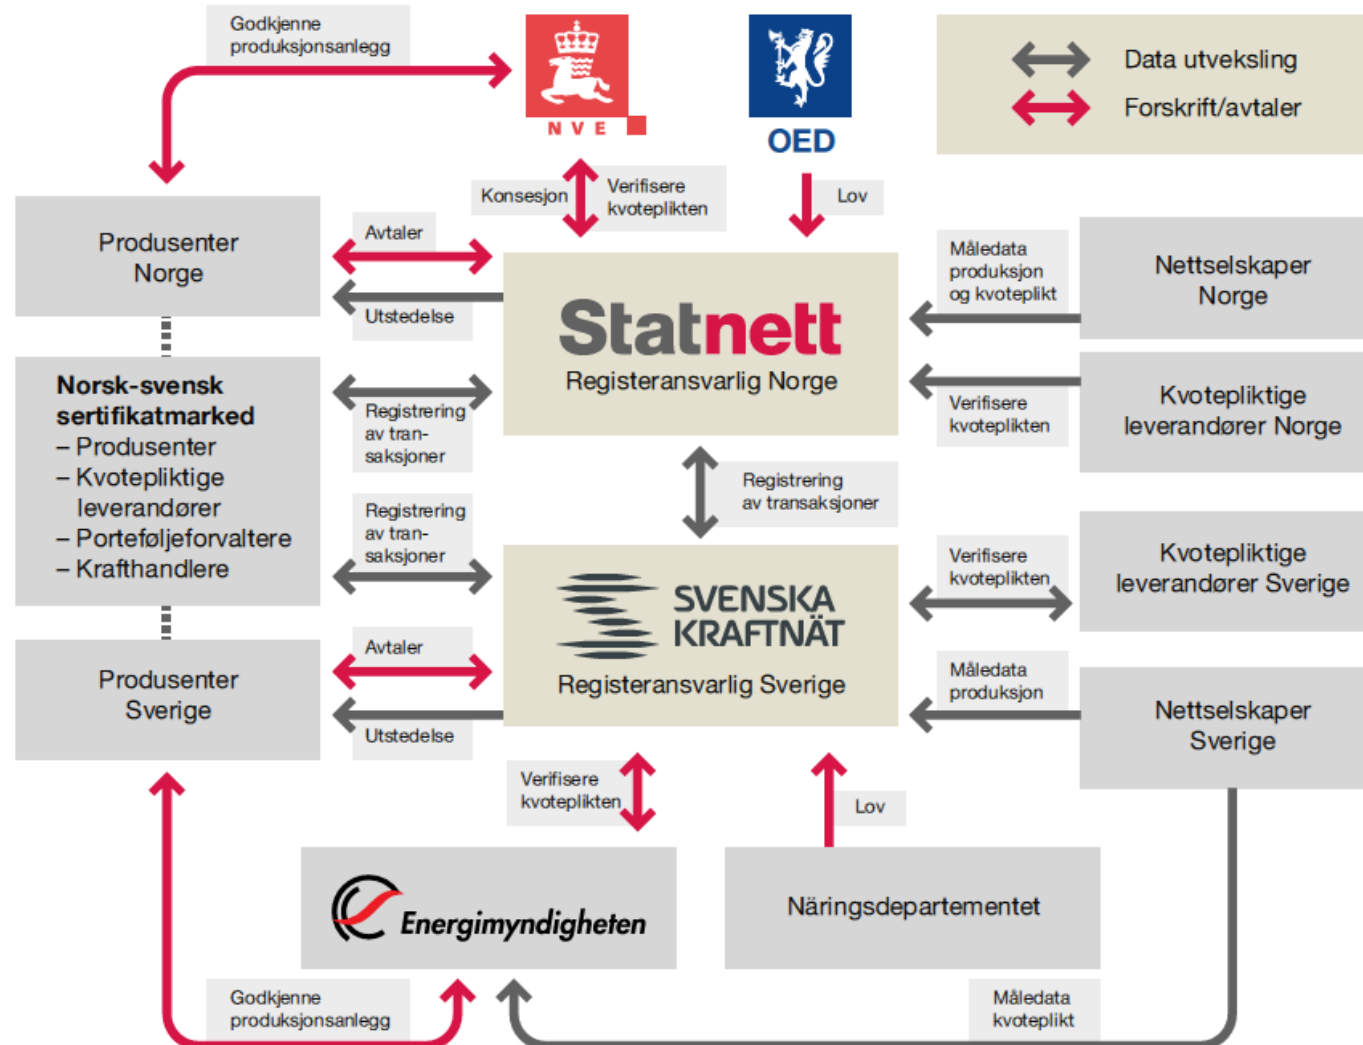 Godkjenne
produksjonsanlegg
NVE
OED
Data utveksling
Forskrift/avtaler
Konsesjon
Verifisere
kvoteplikten
Lov
Produsenter
Norge
Avtaler
Utstedelse
Statnett
Registeransvarlig Norge
Måledata
produksjon
og kvoteplikt
Nettselskaper
Norge
Verifisere
kvoteplikten
Kvotepliktige
leverandører Norge
Norsk-svensk
sertifikatmarked
– Produsenter
– Kvotepliktige
leverandører
– Porteføljeforvaltere
– Krafthandlere
Registrering
av tran-
saksjoner
Registrering
av transaksjoner
Registrering
av tran-
saksjoner
SVENSKA
KRAFTNÄT
Registeransvarlig Sverige
Verifisere
kvoteplikten
Kvotepliktige
leverandører Sverige
Produsenter
Sverige
Avtaler
Utstedelse
Måledata
produksjon
Nettselskaper
Sverige
Verifisere
kvoteplikten
Lov
Energimyndigheten
Näringsdepartementet
Godkjenne
produksjonsanlegg
Måledata
kvoteplikt